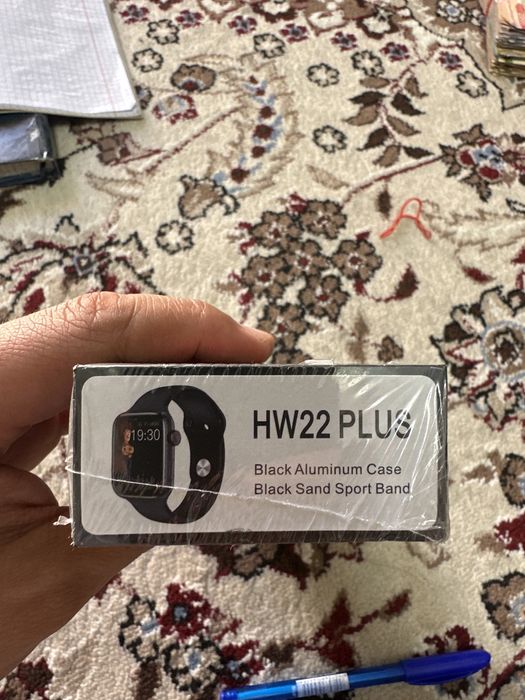 19:30
HW22 PLUS
Black Aluminum Case
Black Sand Sport Band